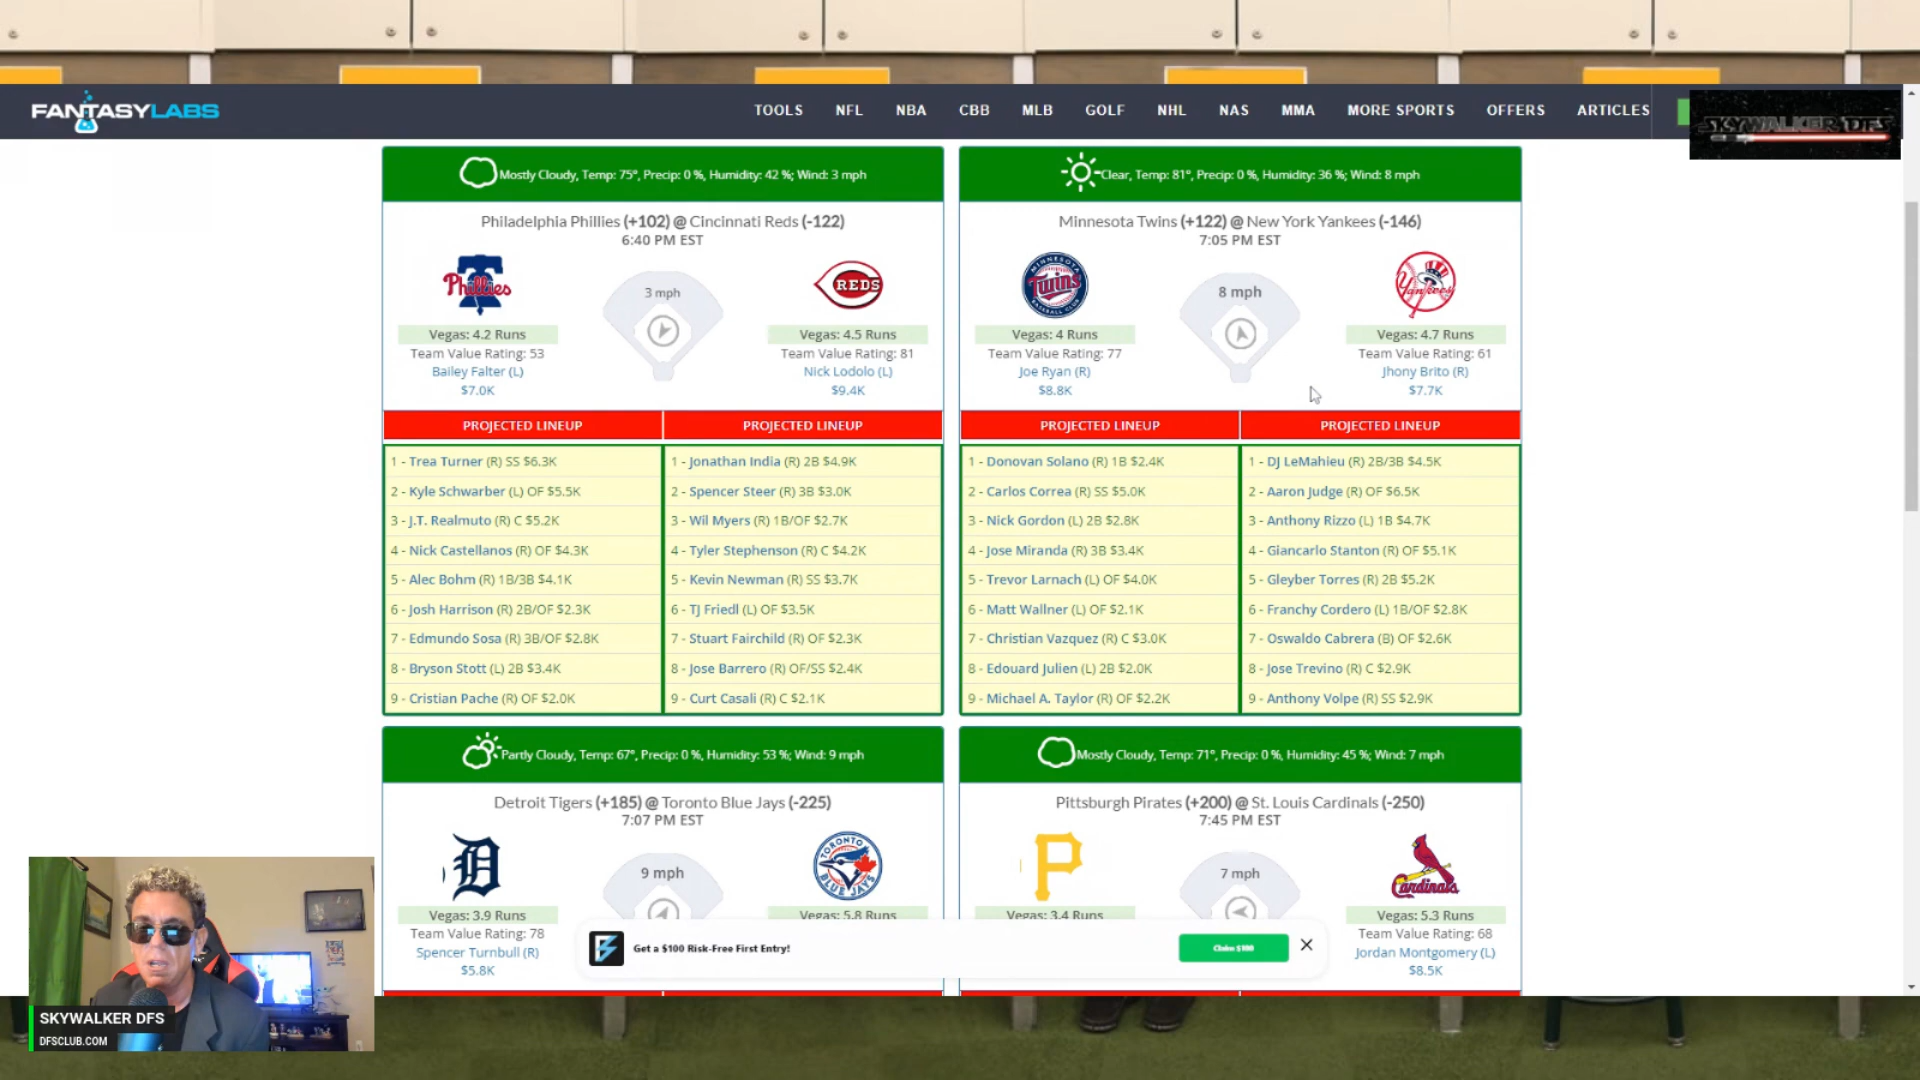 FANTASYLABS
TOOLS NFL NBA CBB MLB GOLF NHL NAS MMA MORE SPORTS OFFERS ARTICLES
SKYWALKER DFS
Mostly Cloudy, Temp: 75°, Precip: 0 %, Humidity: 42 %; Wind: 3 mph
Philadelphia Phillies (+102) @ Cincinnati Reds (-122)
6:40 PM EST
Phillies
3 mph
REDS
Vegas: 4.2 Runs
Team Value Rating: 53
Bailey Falter (L)
$7.0K
Vegas: 4.5 Runs
Team Value Rating: 81
Nick Lodolo (L)
$9.4K
PROJECTED LINEUP
1 - Trea Turner (R) SS $6.3K
2 - Kyle Schwarber (L) OF $5.5K
3 - J.T. Realmuto (R) C $5.2K
4 - Nick Castellanos (R) OF $4.3K
5 - Alec Bohm (R) 1B/3B $4.1K
6 - Josh Harrison (R) 2B/OF $2.3K
7 - Edmundo Sosa (R) 3B/OF $2.8K
8 - Bryson Stott (L) 2B $3.4K
9 - Cristian Pache (R) OF $2.0K
PROJECTED LINEUP
1 - Jonathan India (R) 2B $4.9K
2 - Spencer Steer (R) 3B $3.0K
3 - Wil Myers (R) 1B/OF $2.7K
4 - Tyler Stephenson (R) C $4.2K
5 - Kevin Newman (R) SS $3.7K
6 - TJ Friedl (L) OF $3.5K
7 - Stuart Fairchild (R) OF $2.3K
8 - Jose Barrero (R) OF/SS $2.4K
9 - Curt Casali (R) C $2.1K
Clear, Temp: 81°, Precip: 0 %, Humidity: 36 %; Wind: 8 mph
Minnesota Twins (+122) @ New York Yankees (-146)
7:05 PM EST
MINNESOTA
Twins
BASEBALL CLUB
8 mph
Yankees
Vegas: 4 Runs
Team Value Rating: 77
Joe Ryan (R)
$8.8K
Vegas: 4.7 Runs
Team Value Rating: 61
Jhony Brito (R)
$7.7K
PROJECTED LINEUP
1 - Donovan Solano (R) 1B $2.4K
2 - Carlos Correa (R) SS $5.0K
3 - Nick Gordon (L) 2B $2.8K
4 - Jose Miranda (R) 3B $3.4K
5 - Trevor Larnach (L) OF $4.0K
6 - Matt Wallner (L) OF $2.1K
7 - Christian Vazquez (R) C $3.0K
8 - Edouard Julien (L) 2B $2.0K
9 - Michael A. Taylor (R) OF $2.2K
PROJECTED LINEUP
1 - DJ LeMahieu (R) 2B/3B $4.5K
2 - Aaron Judge (R) OF $6.5K
3 - Anthony Rizzo (L) 1B $4.7K
4 - Giancarlo Stanton (R) OF $5.1K
5 - Gleyber Torres (R) 2B $5.2K
6 - Franchy Cordero (L) 1B/OF $2.8K
7 - Oswaldo Cabrera (B) OF $2.6K
8 - Jose Trevino (R) C $2.9K
9 - Anthony Volpe (R) SS $2.9K
Partly Cloudy, Temp: 67°, Precip: 0 %, Humidity: 53 %; Wind: 9 mph
Detroit Tigers (+185) @ Toronto Blue Jays (-225)
7:07 PM EST
D
9 mph
TORONTO
BLUE JAYS
Vegas: 3.9 Runs
Team Value Rating: 78
Spencer Turnbull (R)
$5.8K
Vegas: 5.8 Runs
Mostly Cloudy, Temp: 71°, Precip: 0 %, Humidity: 45 %; Wind: 7 mph
Pittsburgh Pirates (+200) @ St. Louis Cardinals (-250)
7:45 PM EST
P
7 mph
Cardinals
Vegas: 3.4 Runs
Vegas: 5.3 Runs
Team Value Rating: 68
Jordan Montgomery (L)
$8.5K
Get a $100 Risk-Free First Entry!
Claim $100
SKYWALKER DFS
DFSCLUB.COM